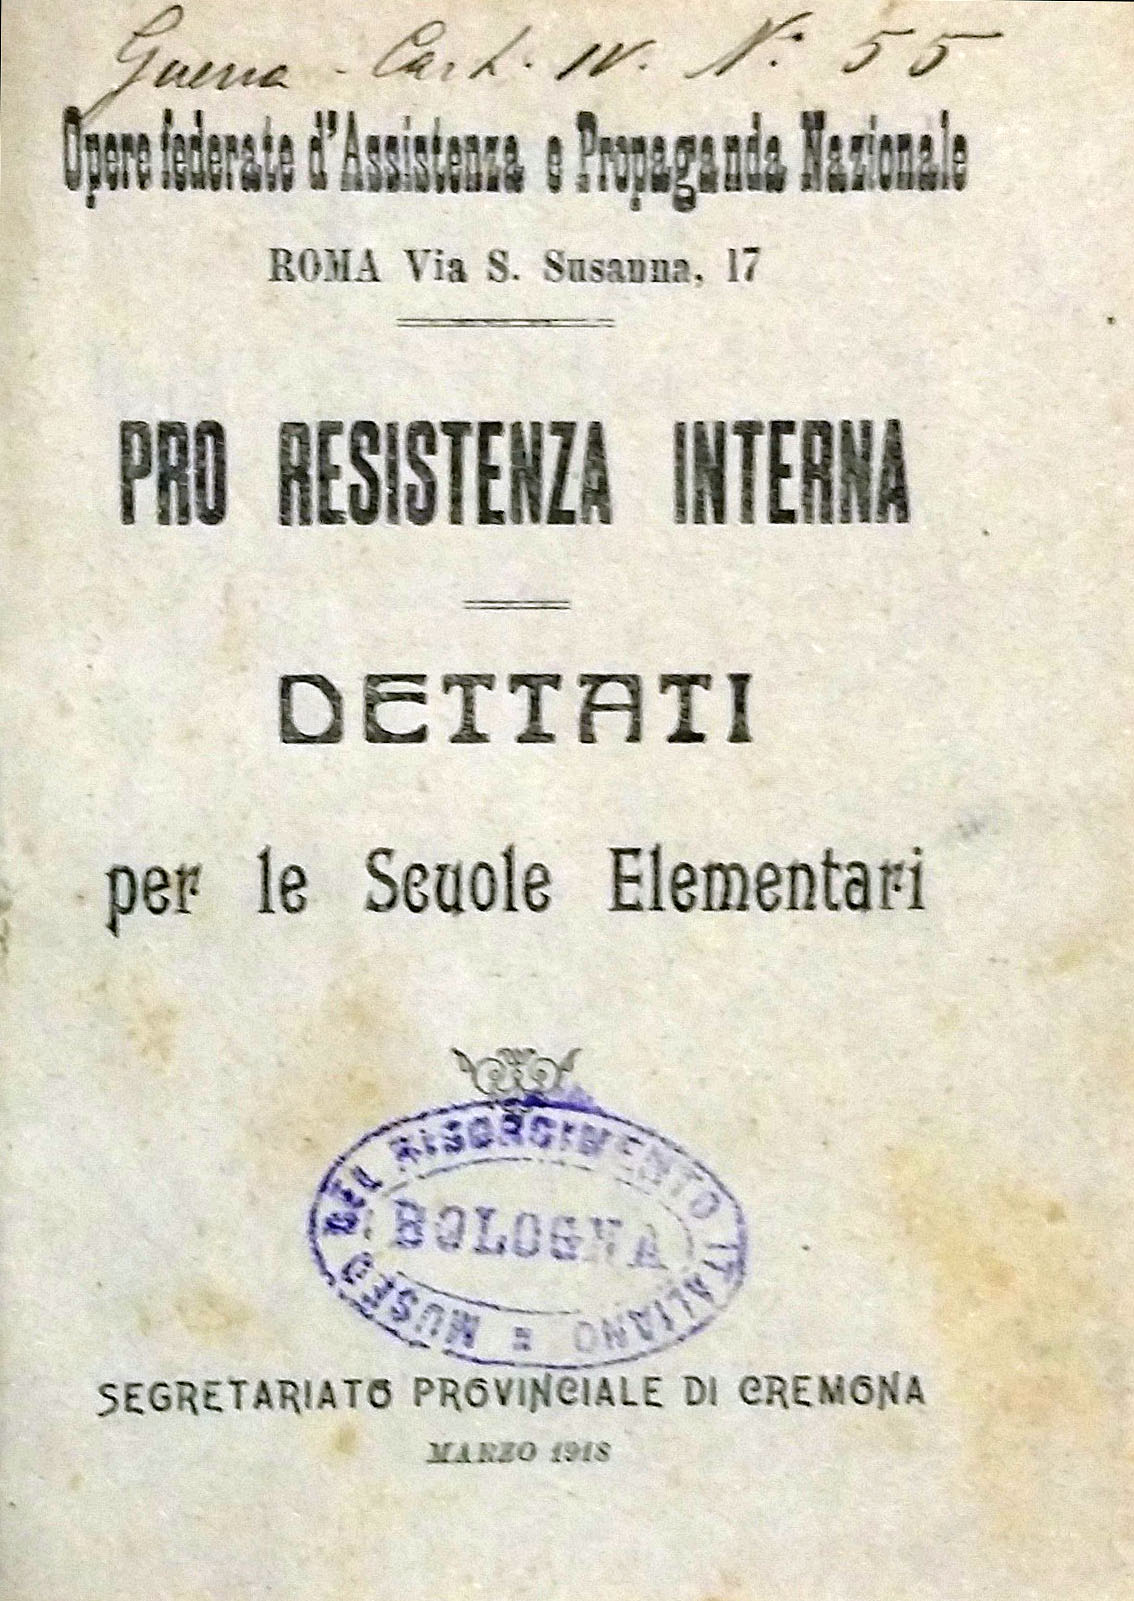 Guerra - Cart. IV. N.° 55
Opere federate d'Assistenza e Propaganda Nazionale
ROMA Via S. Susanna, 17
PRO RESISTENZA INTERNA
DETTATI
per le Scuole Elementari
MUSEO DEL RISORGIMENTO ITALIANO
BOLOGNA
SEGRETARIATO PROVINCIALE DI CREMONA
MARZO 1918